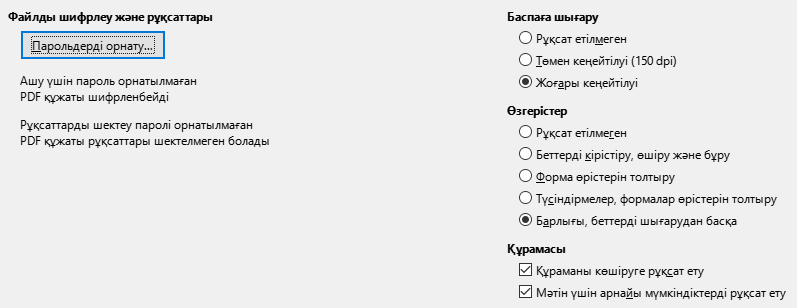 Файлды шифрлеу және рұқсаттары
Парольдерді орнату...
Ашу үшін пароль орнатылмаған
PDF құжаты шифрленбейді
Рұқсаттарды шектеу паролі орнатылмаған
PDF құжаты рұқсаттары шектелмеген болады
Баспаға шығару
Рұқсат етілмеген
Төмен кеңейтілуі (150 dpi)
Жоғары кеңейтілуі
Өзгерістер
Рұқсат етілмеген
Беттерді кірістіру, өшіру және бұру
Форма өрістерін толтыру
Түсіндірмелер, формалар өрістерін толтыру
Барлығы, беттерді шығарудан басқа
Құрамасы
Құраманы көшіруге рұқсат ету
Мәтін үшін арнайы мүмкіндіктерді рұқсат ету